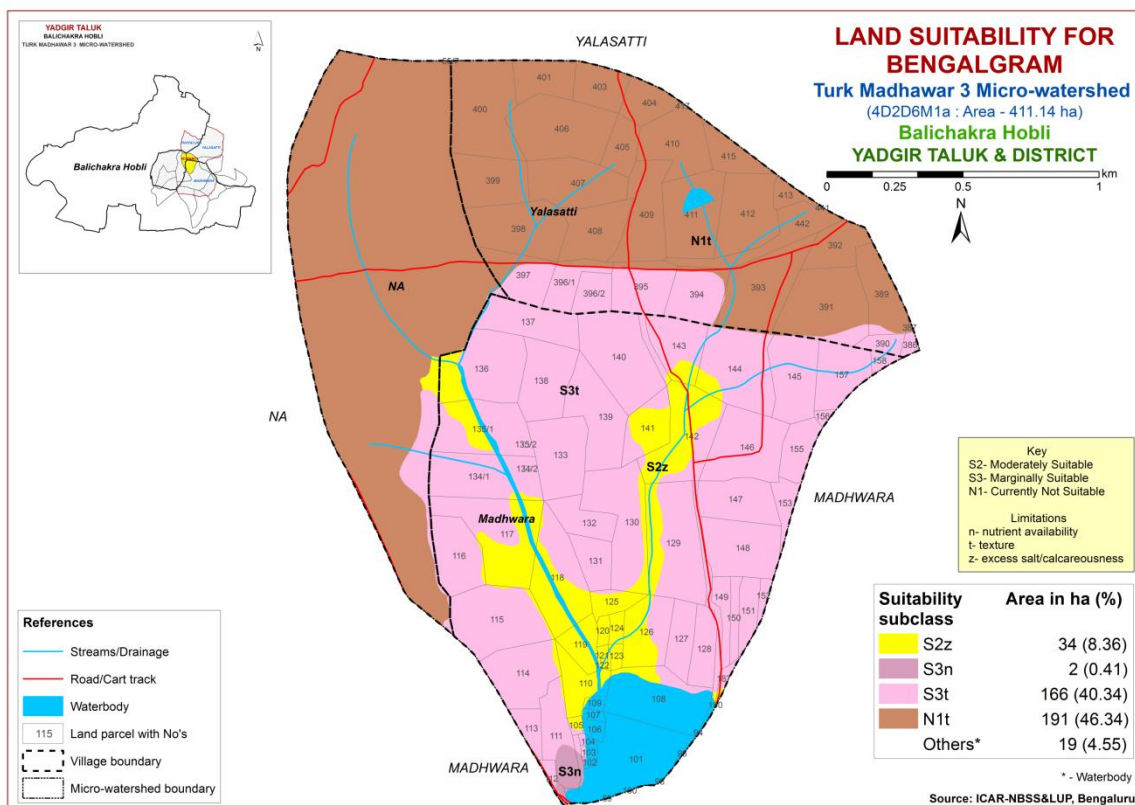 YADGIR TALUK
BALICHAKRA HOBLI
TURK MADHAWAR 3 MICRO-WATERSHED
N
Balichakra Hobli
YALASATTI
LAND SUITABILITY FOR
BENGALGRAM
Turk Madhawar 3 Micro-watershed
(4D2D6M1a : Area - 411.14 ha)
Balichakra Hobli
YADGIR TALUK & DISTRICT
km
0 0.25 0.5 1
N
401 403 404
400 406 405 410 415
399 407 413
398 Yalasatti 408 409 411 412 442
N1t 392
397 396/1 396/2 395 394 393 391 389
NA
137 143 390 386
136 138 140 144 145 157 158
S3t
139 141 142 146 155 156
135/1 135/2 133
134/1 134/2 S2z
NA
MADHWARA
147 153
Madhwara 117 132 130 129 148
116 131
118 125 149 150 151
115 119 120 124 126 127 128
121 123
122
114 110 108
109
107
113 111 105 106
104
103
102 101
S3n
MADHWARA
Key
S2- Moderately Suitable
S3- Marginally Suitable
N1- Currently Not Suitable
Limitations
n- nutrient availability
t- texture
z- excess salt/calcareousness
Suitability subclass Area in ha (%)
S2z 34 (8.36)
S3n 2 (0.41)
S3t 166 (40.34)
N1t 191 (46.34)
Others* 19 (4.55)
* - Waterbody
Source: ICAR-NBSS&LUP, Bengaluru
References
Streams/Drainage
Road/Cart track
Waterbody
115 Land parcel with No's
Village boundary
Micro-watershed boundary